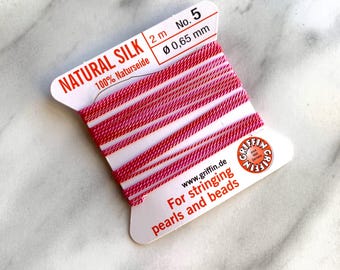 NATURAL SILK
100% Naturseide
2 m
No. 5
Ø 0.65 mm
www.griffin.de
For stringing
pearls and beads
GRIFFIN
GRIFFIN